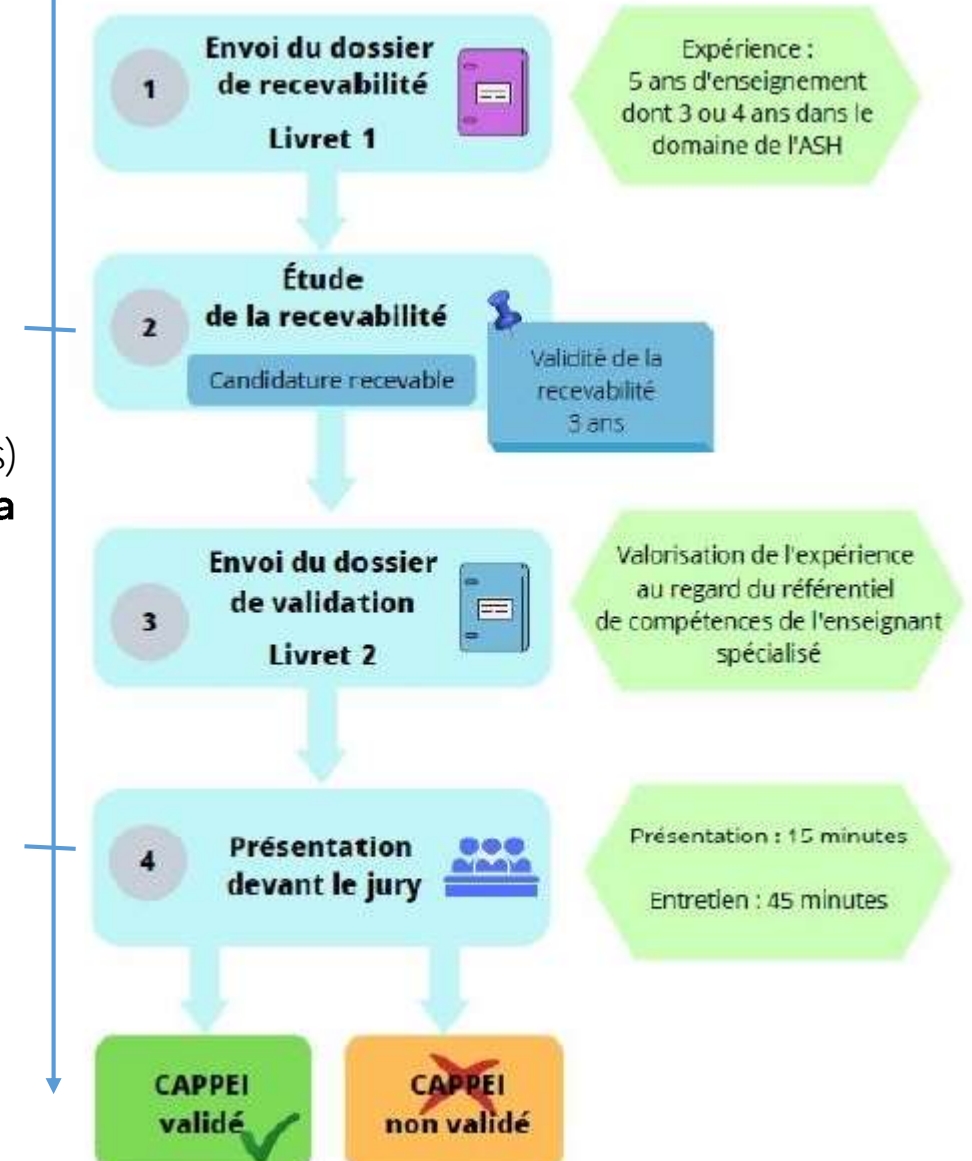 1
Envoi du dossier
de recevabilité
Livret 1
Expérience :
5 ans d'enseignement
dont 3 ou 4 ans dans le
domaine de l'ASH
2
Étude
de la recevabilité
Candidature recevable
Validité de la
recevabilité
3 ans
s)
a
3
Envoi du dossier
de validation
Livret 2
Valorisation de l'expérience
au regard du référentiel
de compétences de l'enseignant
spécialisé
4
Présentation
devant le jury
Présentation : 15 minutes
Entretien : 45 minutes
CAPPEI
validé
CAPPEI
non validé